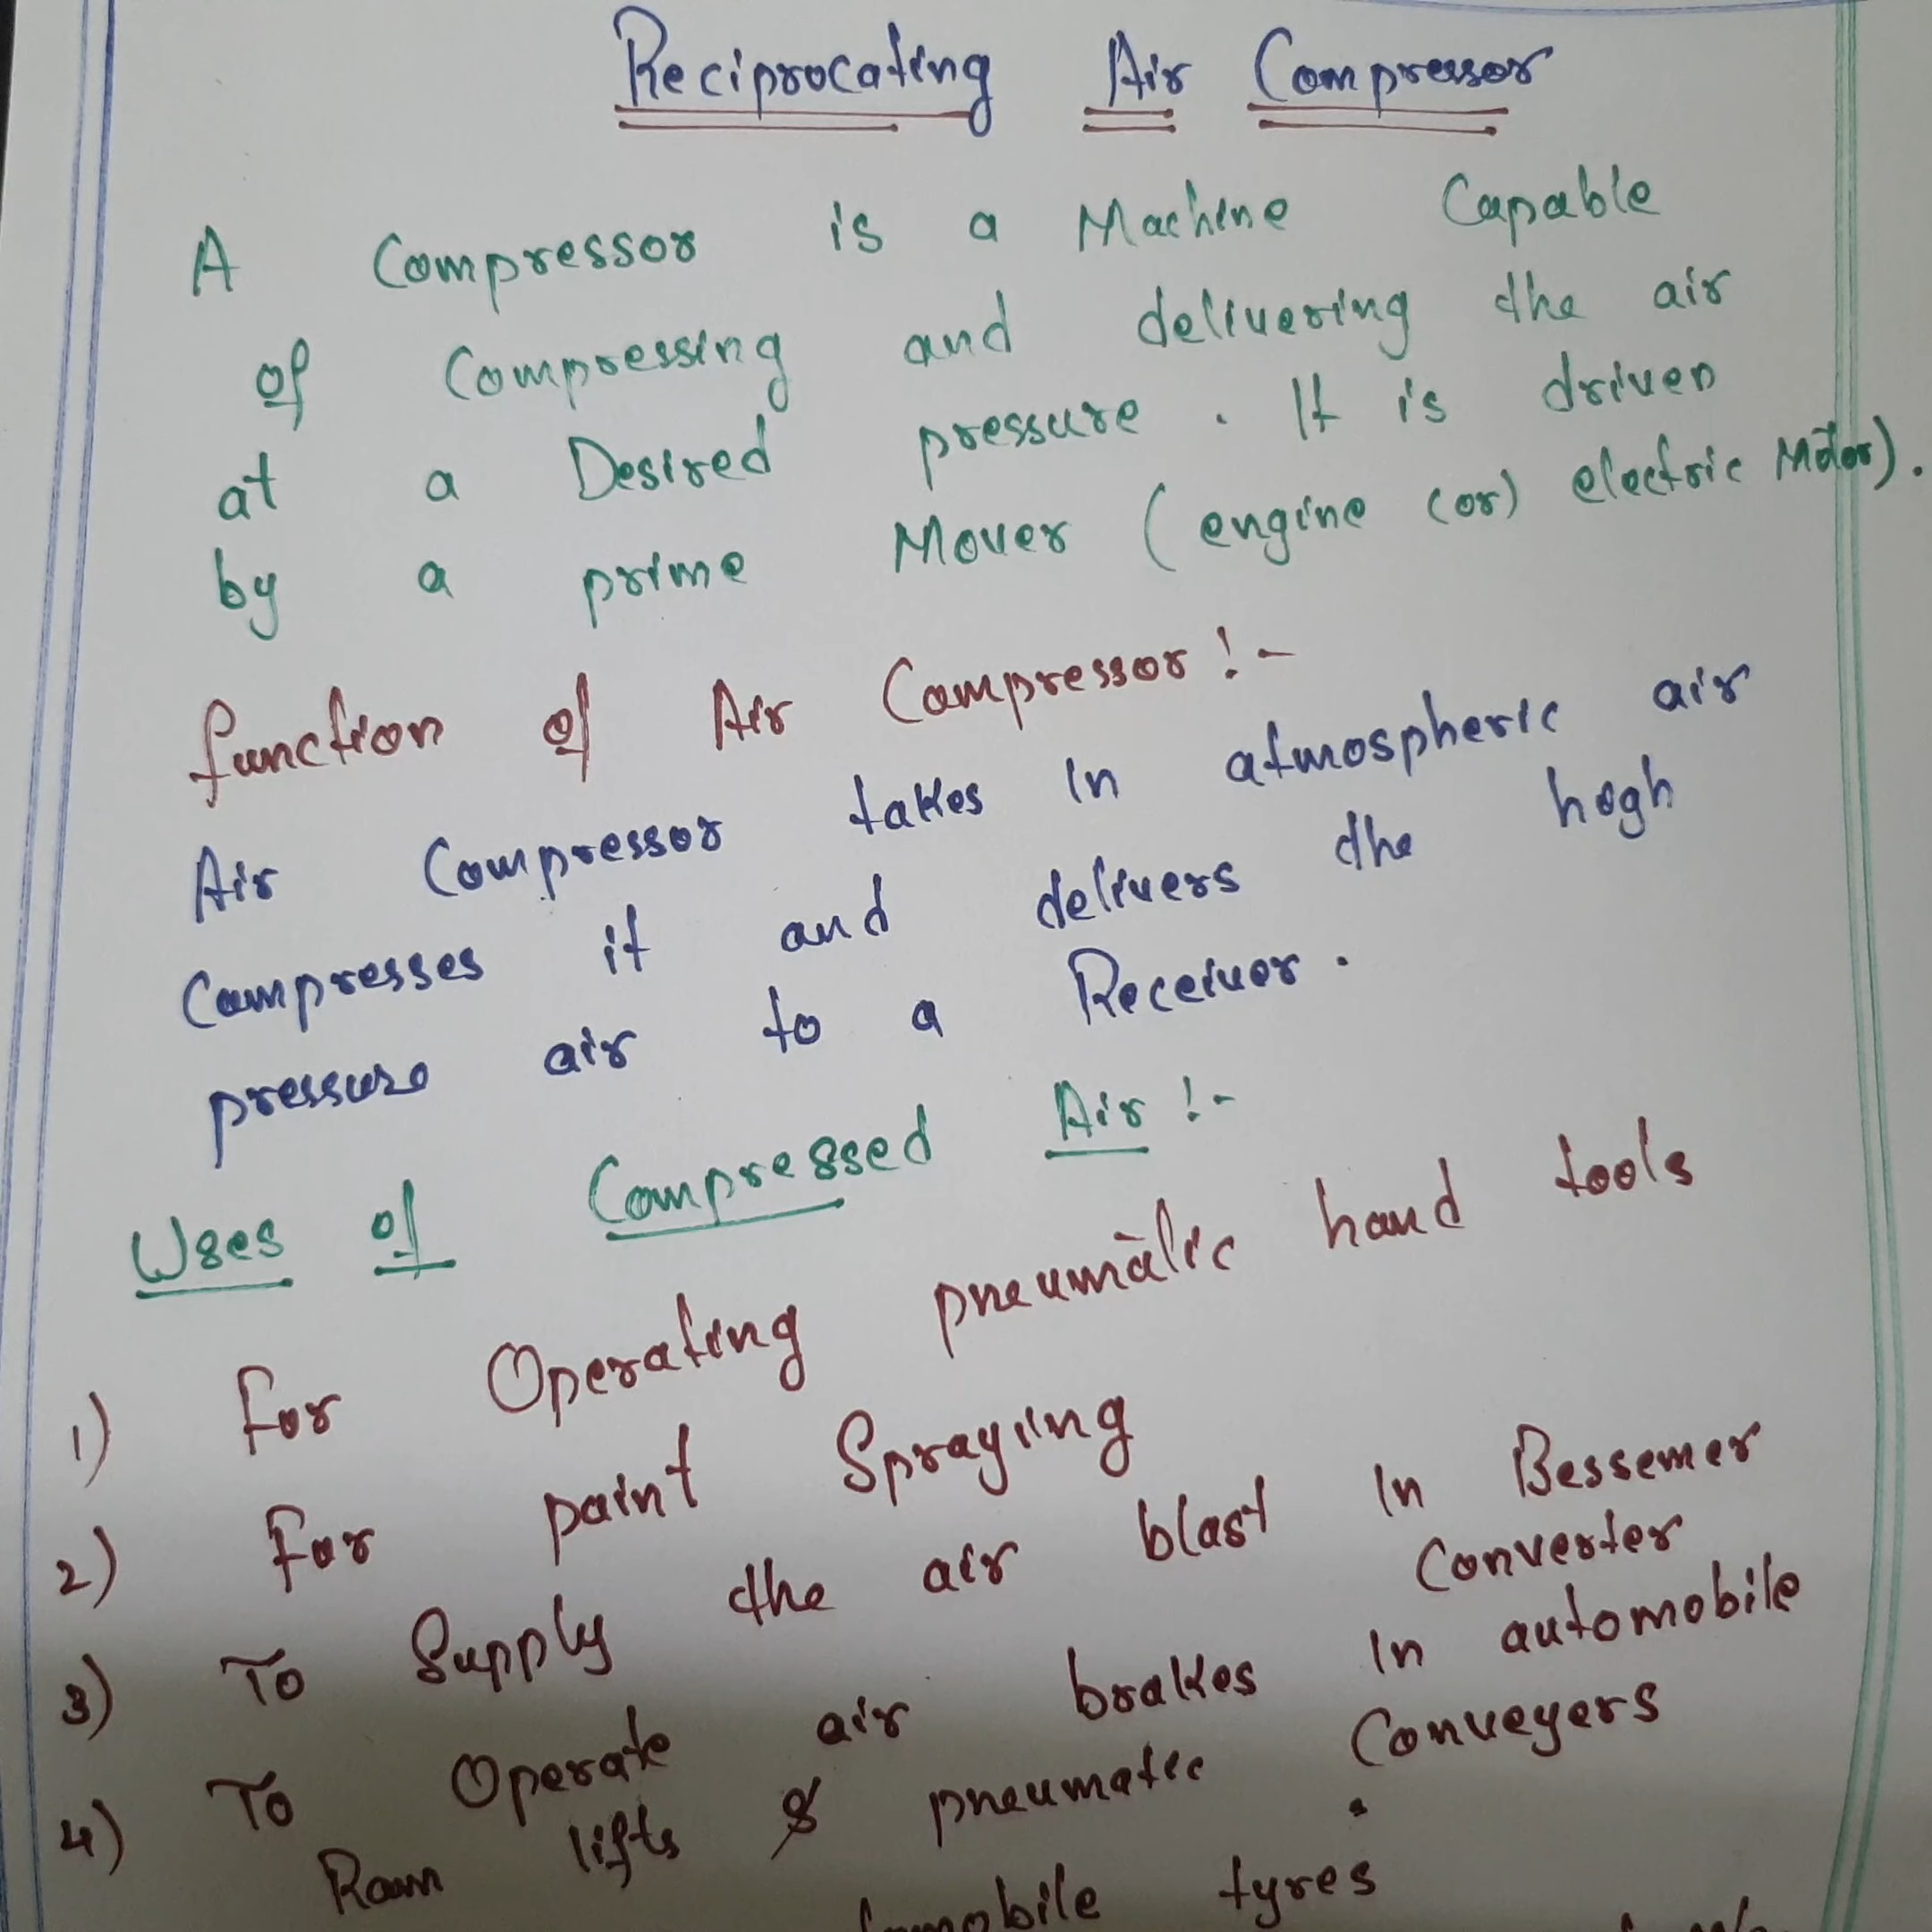 Reciprocating Air Compressor
A Compressor is a Machine Capable
of Compressing and delivering the air
at a Desired pressure. It is driven
by a prime Mover (engine (or) electric Motor).
function of Air Compressor :-
Air Compressor takes in atmospheric air
Compresses it and delivers the high
pressure air to a Receiver.
Uses of Compressed Air :-
1) For Operating pneumatic hand tools
2) For paint Sprayiing
3) To Supply the air blast in Bessemer
Converter
4) To Operate air brakes in automobile
Ram lifts & pneumatic Conveyers.
tyres